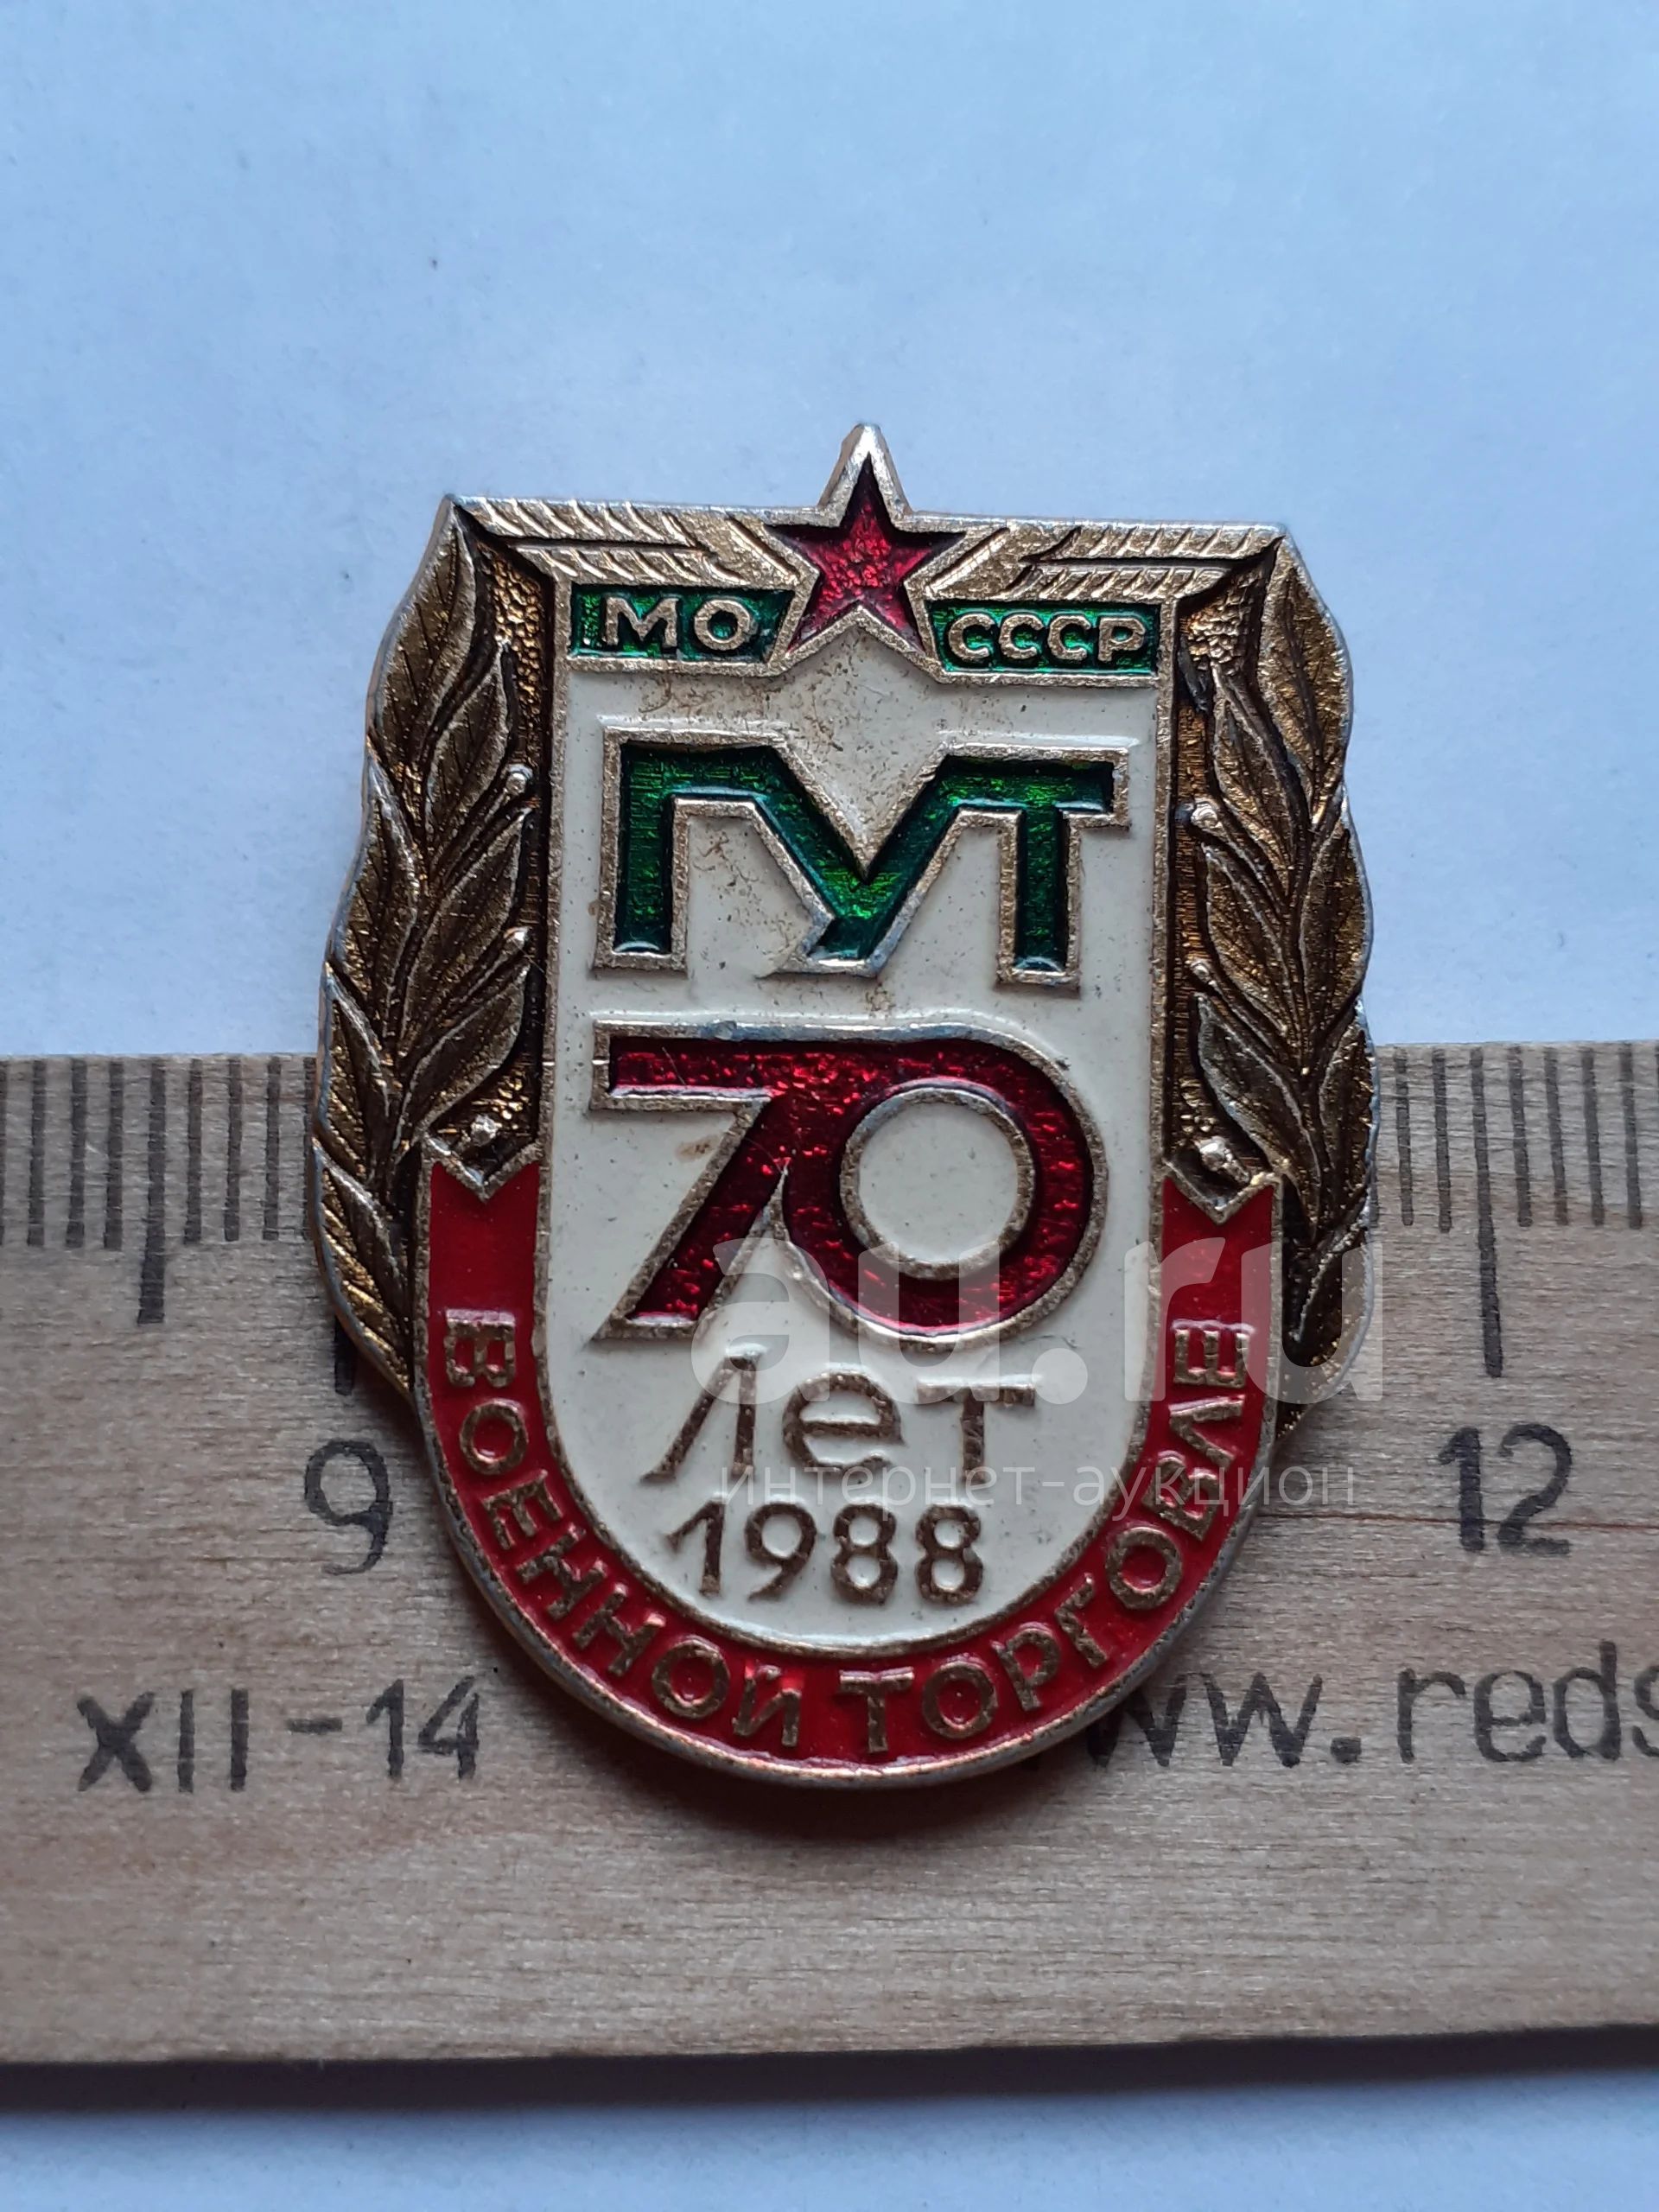 МО СССР
ГУТ
70
Лет
1988
ВОЕННОЙ ТОРГОВЛЕ
au.ru
интернет-аукцион
9
12
XII-14
ww.reds